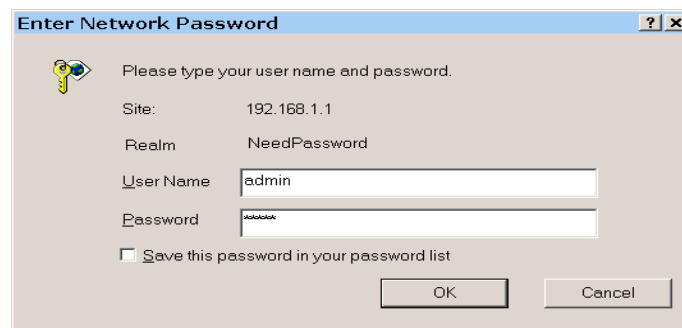 Enter Network Password
Please type your user name and password.
Site: 192.168.1.1
Realm NeedPassword
User Name admin
Password *****
Save this password in your password list
OK Cancel